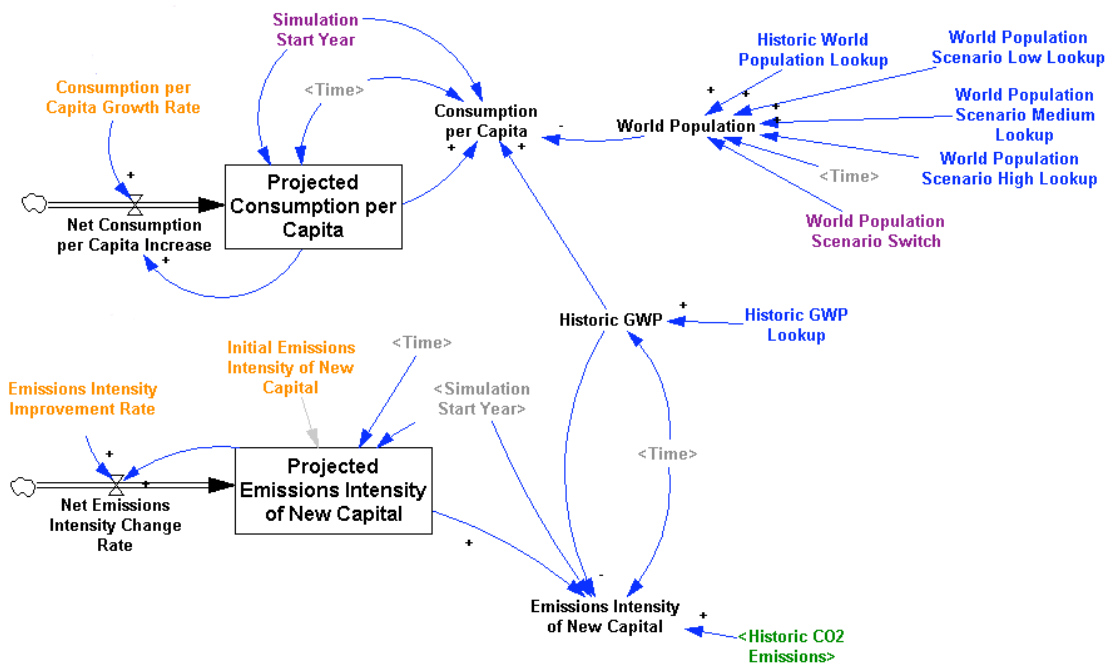 Simulation
Start Year
Consumption per
Capita Growth Rate
<Time>
Consumption
per Capita
Historic World
Population Lookup
World Population
Scenario Low Lookup
World Population
Scenario Medium
Lookup
World Population
Scenario High Lookup
<Time>
World Population
Scenario Switch
World Population
Projected
Consumption per
Capita
Net Consumption
per Capita Increase
Historic GWP
Historic GWP
Lookup
Initial Emissions
Intensity of New
Capital
<Time>
<Simulation
Start Year>
Emissions Intensity
Improvement Rate
Projected
Emissions Intensity
of New Capital
Net Emissions
Intensity Change
Rate
<Time>
Emissions Intensity
of New Capital
<Historic CO2
Emissions>